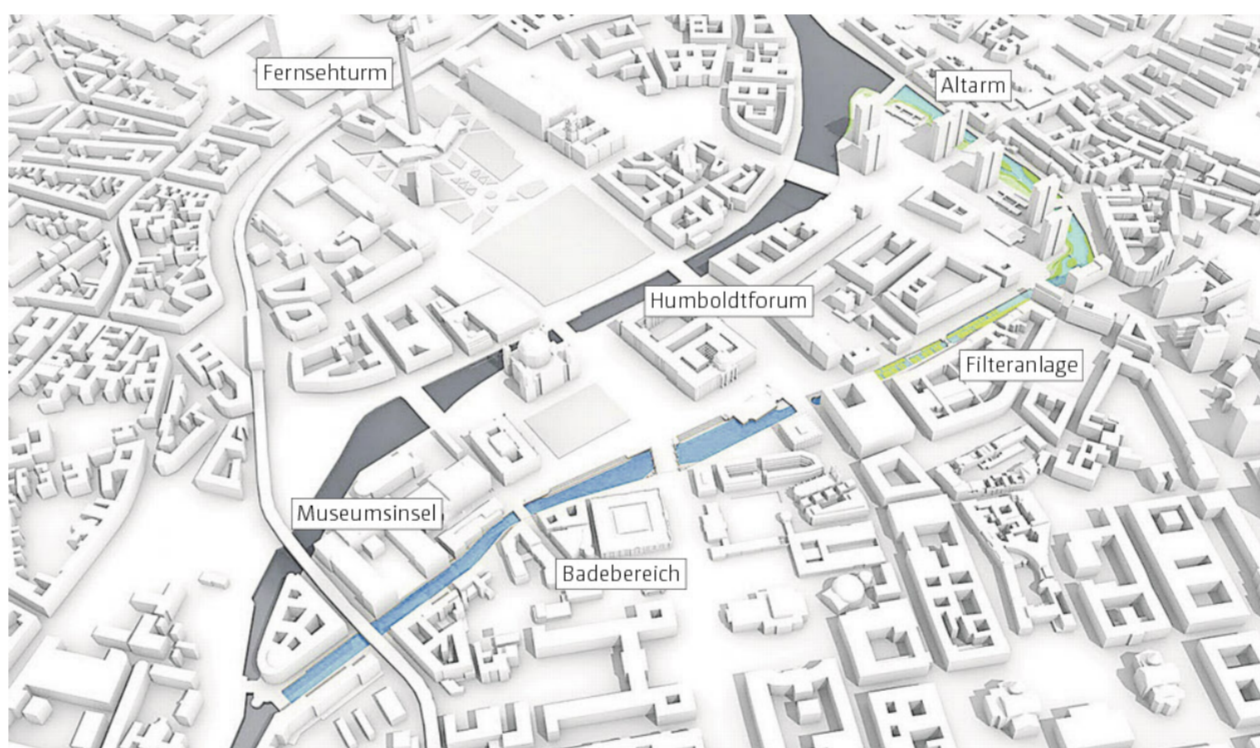 Fernsehturm
Altarm
Humboldtforum
Filteranlage
Museumsinsel
Badebereich